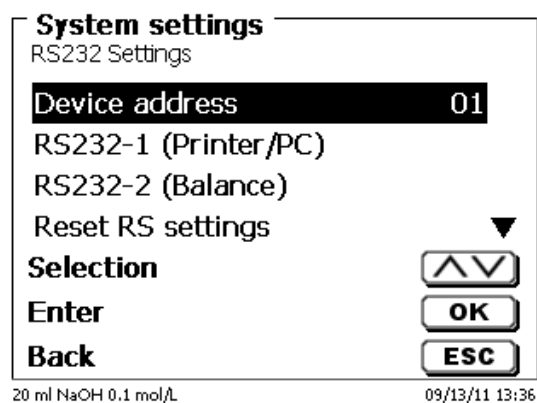 System settings
RS232 Settings
Device address 01
RS232-1 (Printer/PC)
RS232-2 (Balance)
Reset RS settings
Selection
Enter OK
Back ESC
20 ml NaOH 0.1 mol/L 09/13/11 13:36